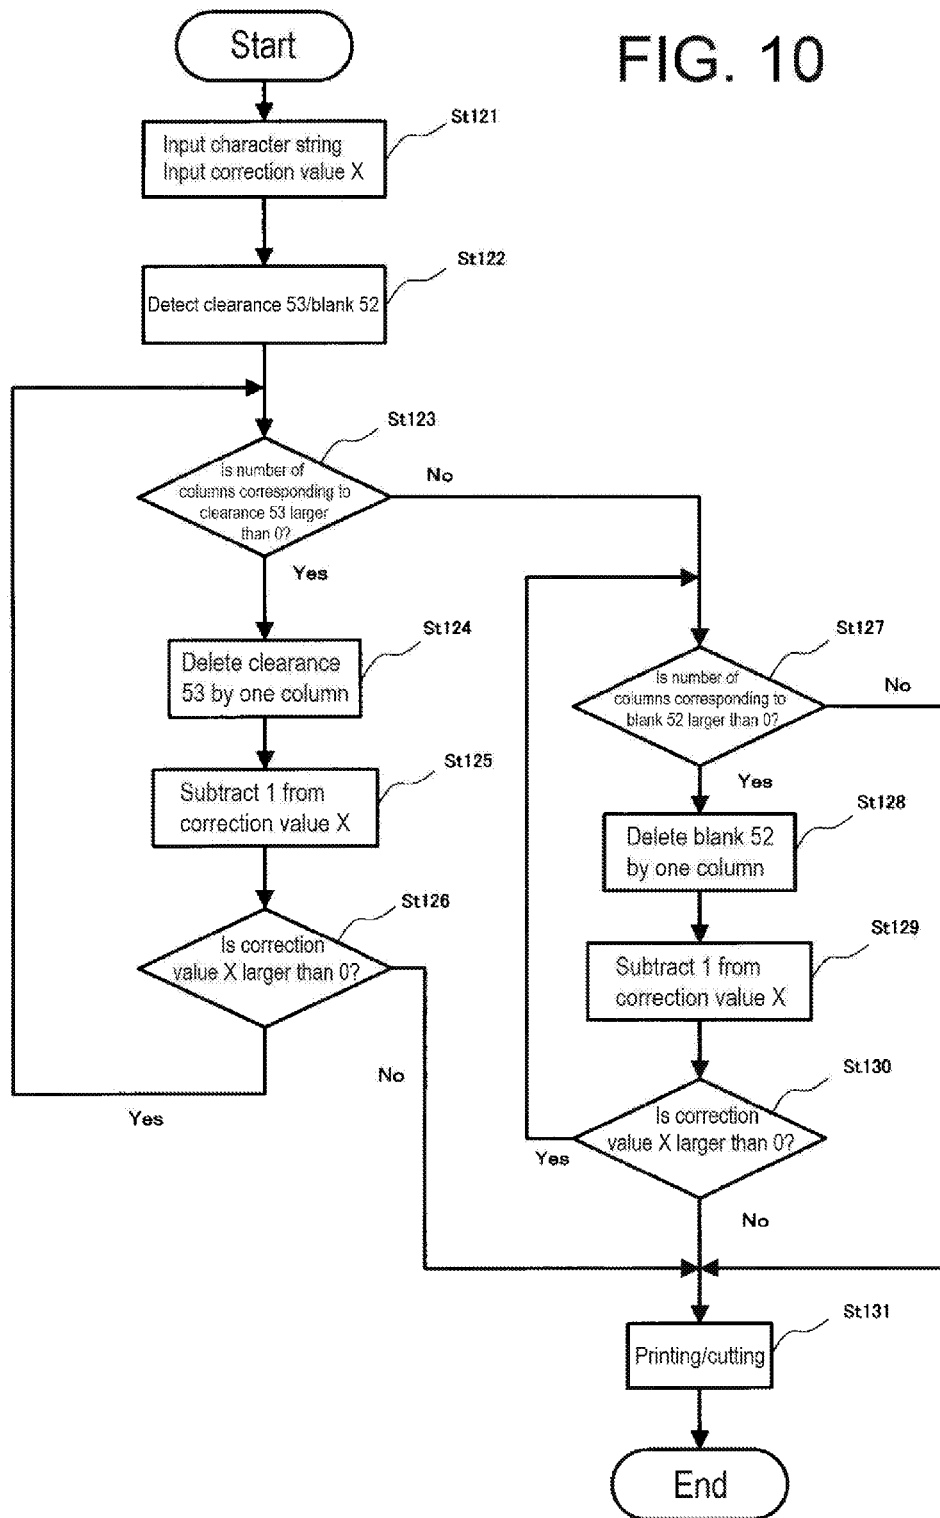 Start
FIG. 10
St121
Input character string
Input correction value X
St122
Detect clearance 53/blank 52
St123
Is number of
columns corresponding to
clearance 53 larger
than 0?
No
Yes
St124
Delete clearance
53 by one column
St127
Is number of
columns corresponding to
blank 52 larger than 0?
No
Yes
St125
Subtract 1 from
correction value X
St128
Delete blank 52
by one column
St126
Is correction
value X larger than 0?
No
Yes
St129
Subtract 1 from
correction value X
St130
Is correction
value X larger than 0?
Yes
No
St131
Printing/cutting
End